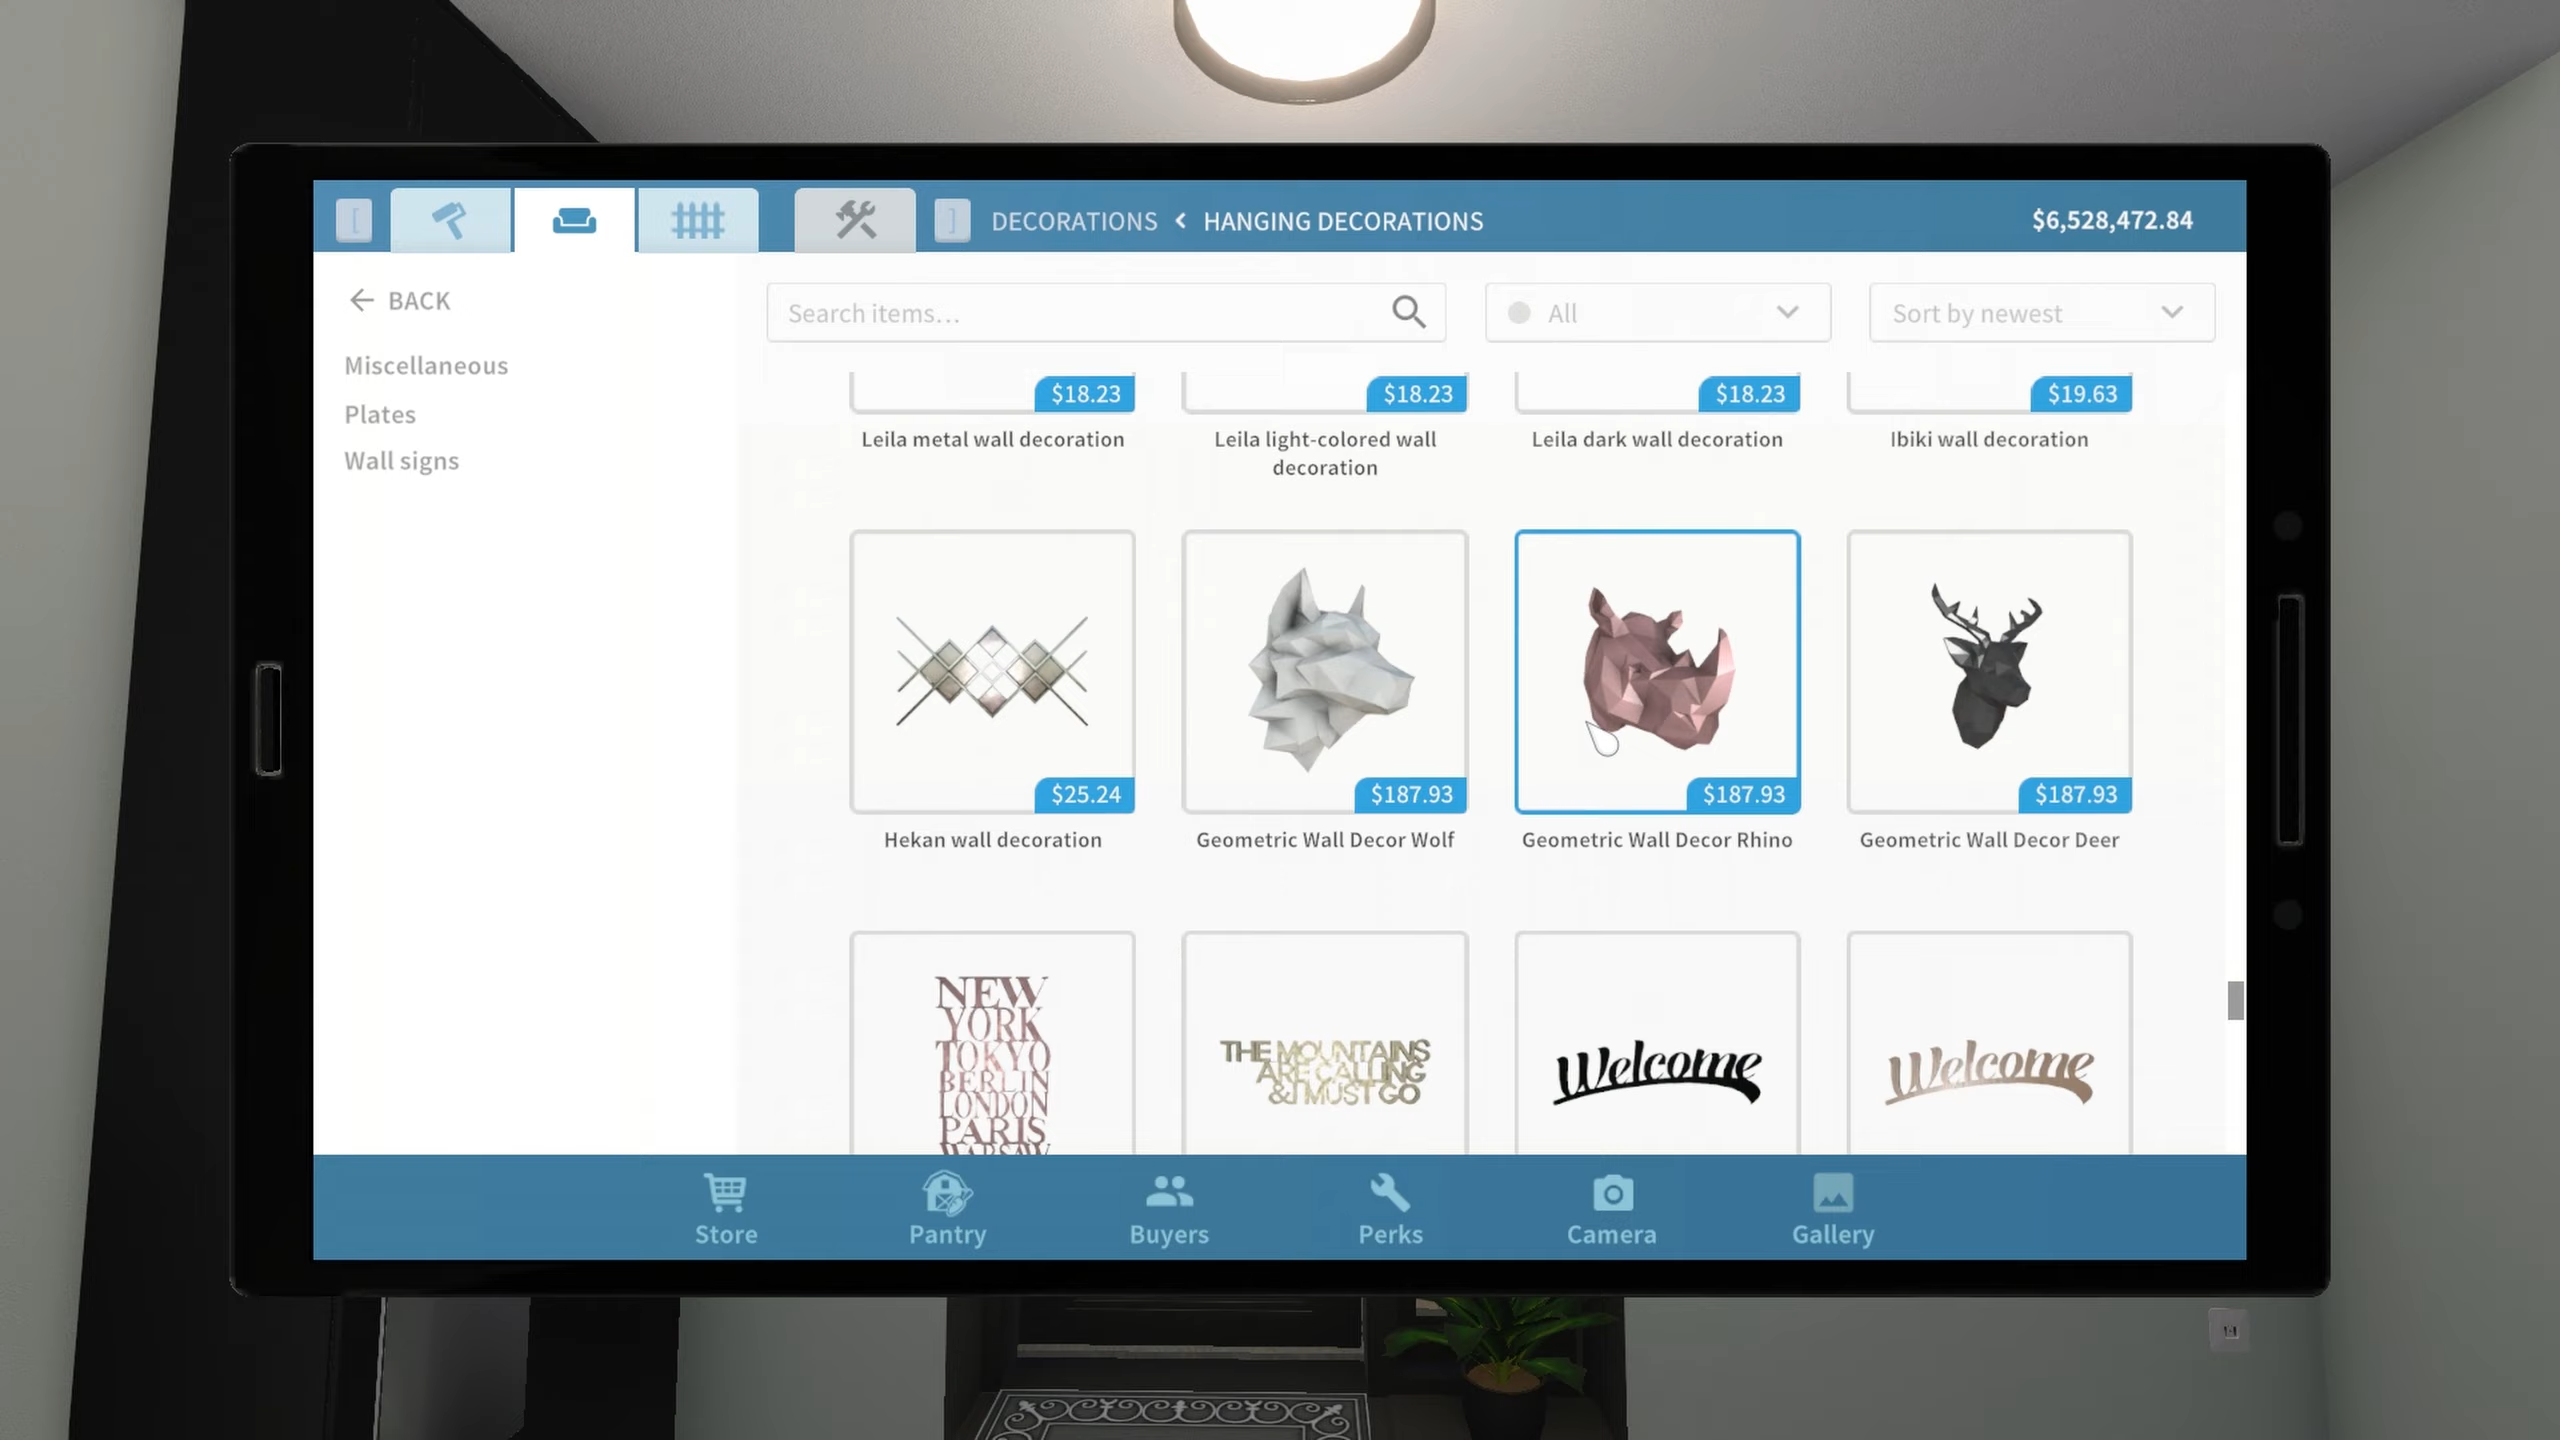 [
]
DECORATIONS < HANGING DECORATIONS
$6,528,472.84
BACK
Miscellaneous
Plates
Wall signs
Search items...
All
Sort by newest
$18.23
$18.23
$18.23
$19.63
Leila metal wall decoration
Leila light-colored wall
decoration
Leila dark wall decoration
Ibiki wall decoration
$25.24
$187.93
$187.93
$187.93
Hekan wall decoration
Geometric Wall Decor Wolf
Geometric Wall Decor Rhino
Geometric Wall Decor Deer
NEW
YORK
TOKYO
BERLIN
LONDON
PARIS
WARSAW
THE MOUNTAINS
ARE CALLING
& I MUST GO
Welcome
Welcome
Store
Pantry
Buyers
Perks
Camera
Gallery